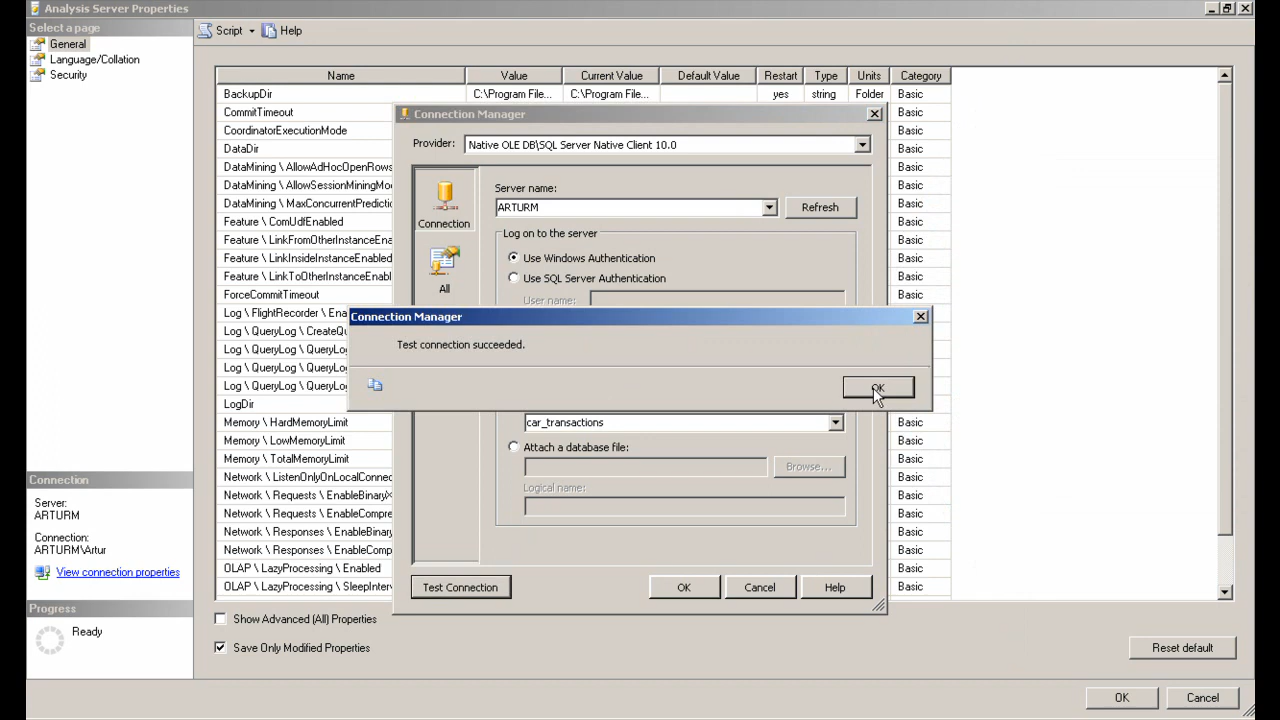 Analysis Server Properties
Select a page
General
Language/Collation
Security
Script
Help
Name Value Current Value Default Value Restart Type Units Category
BackupDir C:\Program File... C:\Program File... yes string Folder Basic
CommitTimeout Basic
CoordinatorExecutionMode Basic
DataDir Basic
DataMining \ AllowAdHocOpenRows Basic
DataMining \ AllowSessionMiningMo Basic
DataMining \ MaxConcurrentPredictio Basic
Feature \ ComUdfEnabled Basic
Feature \ LinkFromOtherInstanceEna Basic
Feature \ LinkInsideInstanceEnabled Basic
Feature \ LinkToOtherInstanceEnabl Basic
ForceCommitTimeout Basic
Log \ FlightRecorder \ Ena
Log \ QueryLog \ CreateQu
Log \ QueryLog \ QueryLog
Log \ QueryLog \ QueryLog
Log \ QueryLog \ QueryLog
LogDir Basic
Memory \ HardMemoryLimit Basic
Memory \ LowMemoryLimit Basic
Memory \ TotalMemoryLimit Basic
Network \ ListenOnlyOnLocalConnec Basic
Network \ Requests \ EnableBinaryX Basic
Network \ Requests \ EnableCompre Basic
Network \ Responses \ EnableBinary Basic
Network \ Responses \ EnableComp Basic
OLAP \ LazyProcessing \ Enabled Basic
OLAP \ LazyProcessing \ SleepInterv Basic
Connection Manager
Provider: Native OLE DB\SQL Server Native Client 10.0
Connection
All
Server name:
ARTURM
Refresh
Log on to the server
Use Windows Authentication
Use SQL Server Authentication
User name:
Connection Manager
Test connection succeeded.
OK
car_transactions
Attach a database file:
Browse...
Logical name:
Test Connection OK Cancel Help
Connection
Server:
ARTURM
Connection:
ARTURM\Artur
View connection properties
Progress
Ready
Show Advanced (All) Properties
Save Only Modified Properties
Reset default
OK Cancel